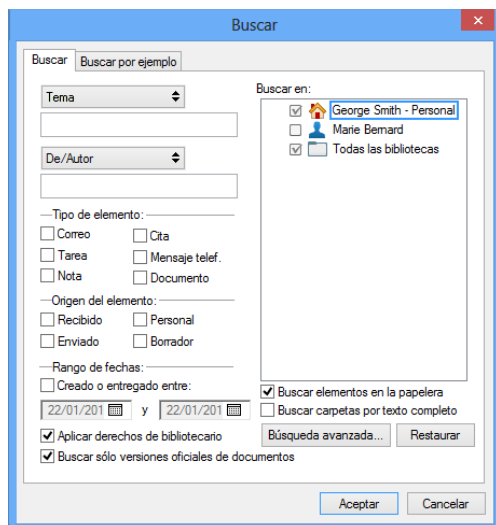 Buscar
Buscar Buscar por ejemplo
Tema
De/Autor
Tipo de elemento:
Correo Cita
Tarea Mensaje telef.
Nota Documento
Origen del elemento:
Recibido Personal
Enviado Borrador
Rango de fechas:
Creado o entregado entre:
22/01/201 y 22/01/201
Aplicar derechos de bibliotecario
Buscar sólo versiones oficiales de documentos
Buscar en:
George Smith - Personal
Marie Bernard
Todas las bibliotecas
Buscar elementos en la papelera
Buscar carpetas por texto completo
Búsqueda avanzada... Restaurar
Aceptar Cancelar